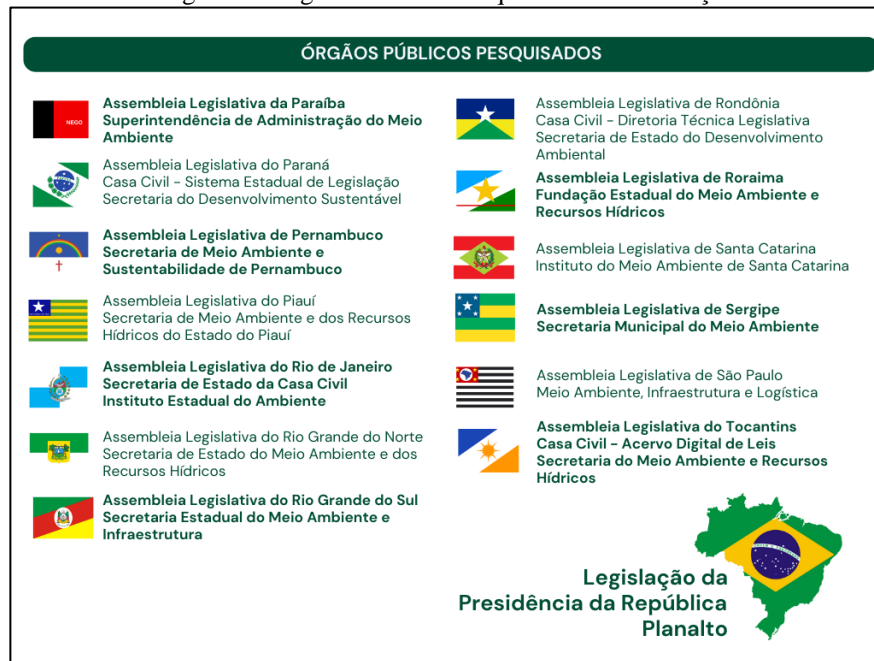 ÓRGÃOS PÚBLICOS PESQUISADOS
Assembleia Legislativa da Paraíba
Superintendência de Administração do Meio
Ambiente
Assembleia Legislativa do Paraná
Casa Civil - Sistema Estadual de Legislação
Secretaria do Desenvolvimento Sustentável
Assembleia Legislativa de Pernambuco
Secretaria de Meio Ambiente e
Sustentabilidade de Pernambuco
Assembleia Legislativa do Piauí
Secretaria de Meio Ambiente e dos Recursos
Hídricos do Estado do Piauí
Assembleia Legislativa do Rio de Janeiro
Secretaria de Estado da Casa Civil
Instituto Estadual do Ambiente
Assembleia Legislativa do Rio Grande do Norte
Secretaria de Estado do Meio Ambiente e dos
Recursos Hídricos
Assembleia Legislativa do Rio Grande do Sul
Secretaria Estadual do Meio Ambiente e
Infraestrutura
NEGO
Assembleia Legislativa de Rondônia
Casa Civil - Diretoria Técnica Legislativa
Secretaria de Estado do Desenvolvimento
Ambiental
Assembleia Legislativa de Roraima
Fundação Estadual do Meio Ambiente e
Recursos Hídricos
Assembleia Legislativa de Santa Catarina
Instituto do Meio Ambiente de Santa Catarina
Assembleia Legislativa de Sergipe
Secretaria Municipal do Meio Ambiente
Assembleia Legislativa de São Paulo
Meio Ambiente, Infraestrutura e Logística
Assembleia Legislativa do Tocantins
Casa Civil - Acervo Digital de Leis
Secretaria do Meio Ambiente e Recursos
Hídricos
Legislação da
Presidência da República
Planalto